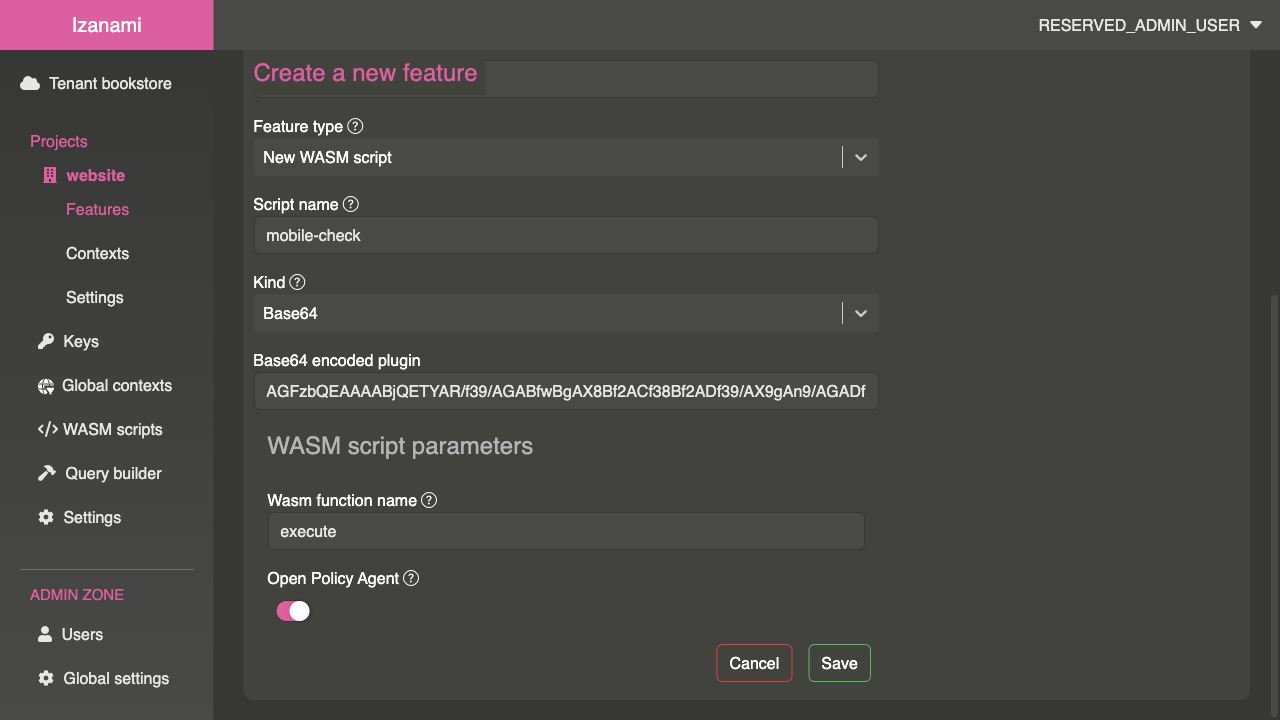 Izanami
RESERVED_ADMIN_USER
Tenant bookstore
Projects
website
Features
Contexts
Settings
Keys
Global contexts
WASM scripts
Query builder
Settings
ADMIN ZONE
Users
Global settings
Create a new feature
Feature type
New WASM script
Script name
mobile-check
Kind
Base64
Base64 encoded plugin
AGFzbQEAAAABjQETYAR/f39/AGABfwBgAX8Bf2ACf38Bf2ADf39/AX9gAn9/AGADf
WASM script parameters
Wasm function name
execute
Open Policy Agent
Cancel
Save